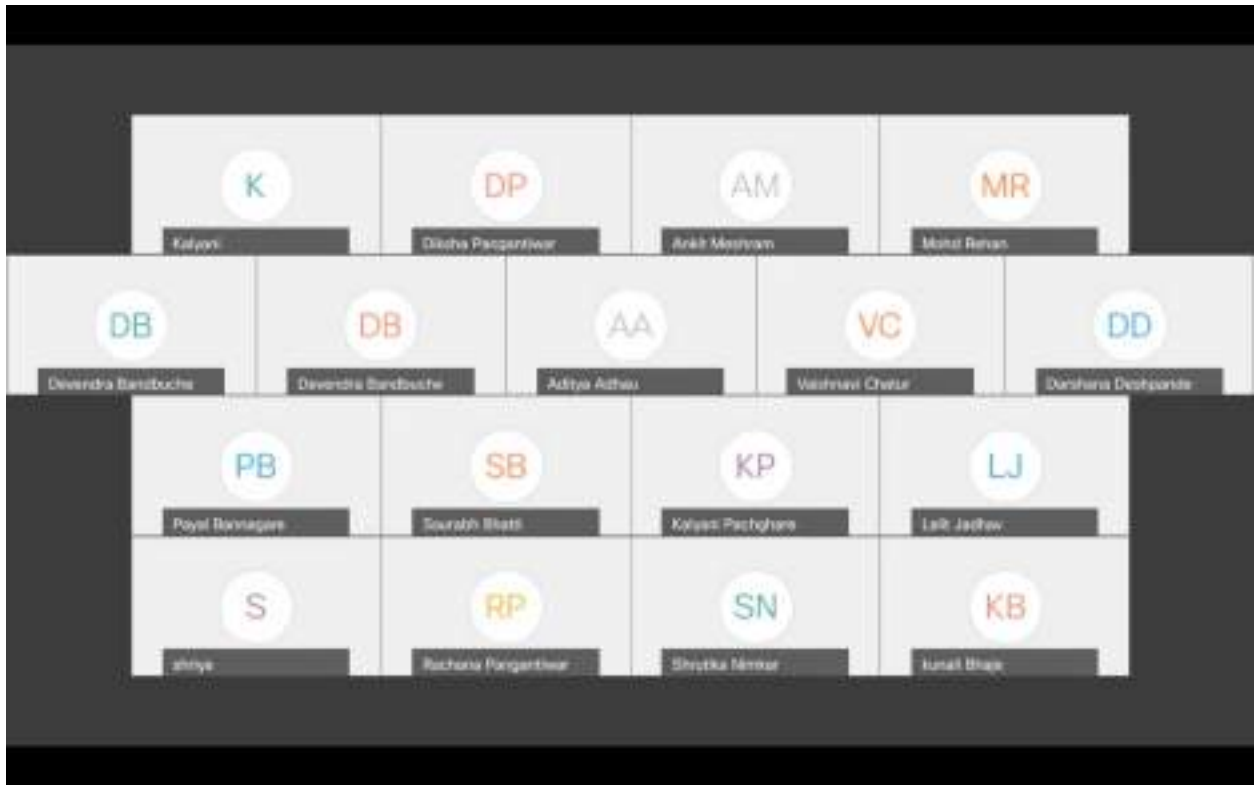 K DP AM MR
Kalyani Diksha Pangantiwar Ankit Meshram Mohd Rehan
DB DB AA VC DD
Devendra Bandbuche Devendra Bandbuche Aditya Adhau Vaishnavi Chatur Darshana Deshpande
PB SB KP LJ
Payal Sourabh Bhatti Kalyani Pachghare Lalit Jadhav
S RP SN KB
shriya Rachana Pangantiwar Shrutika Nimkar kunali